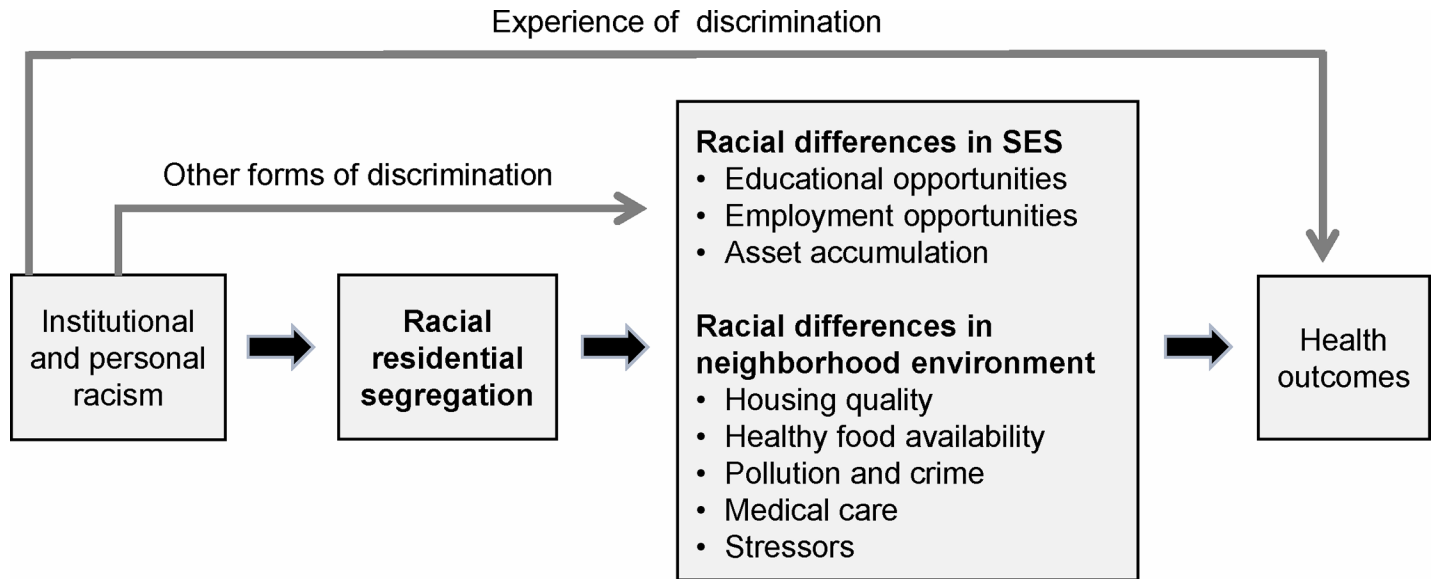 Experience of discrimination
Other forms of discrimination
Institutional
and personal
racism
Racial
residential
segregation
Racial differences in SES
• Educational opportunities
• Employment opportunities
• Asset accumulation
Racial differences in
neighborhood environment
• Housing quality
• Healthy food availability
• Pollution and crime
• Medical care
• Stressors
Health
outcomes